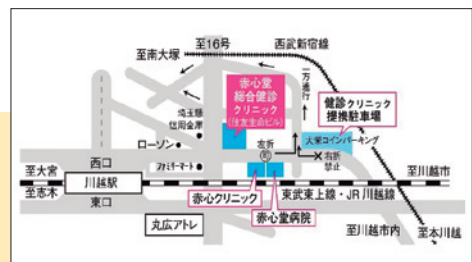 至16号
西武新宿線
至南大塚
赤心堂
総合健診
クリニック
(住友生命ビル)
一方通行
健診クリニック
提携駐車場
埼玉縣
信用金庫
ローソン
ファミリーマート
左折
大栄コインパーキング
右折
禁止
至大宮
至志木
西口
川越駅
東口
至川越市
東武東上線・JR川越線
赤心クリニック
赤心堂病院
丸広アトレ
至川越市内
至本川越